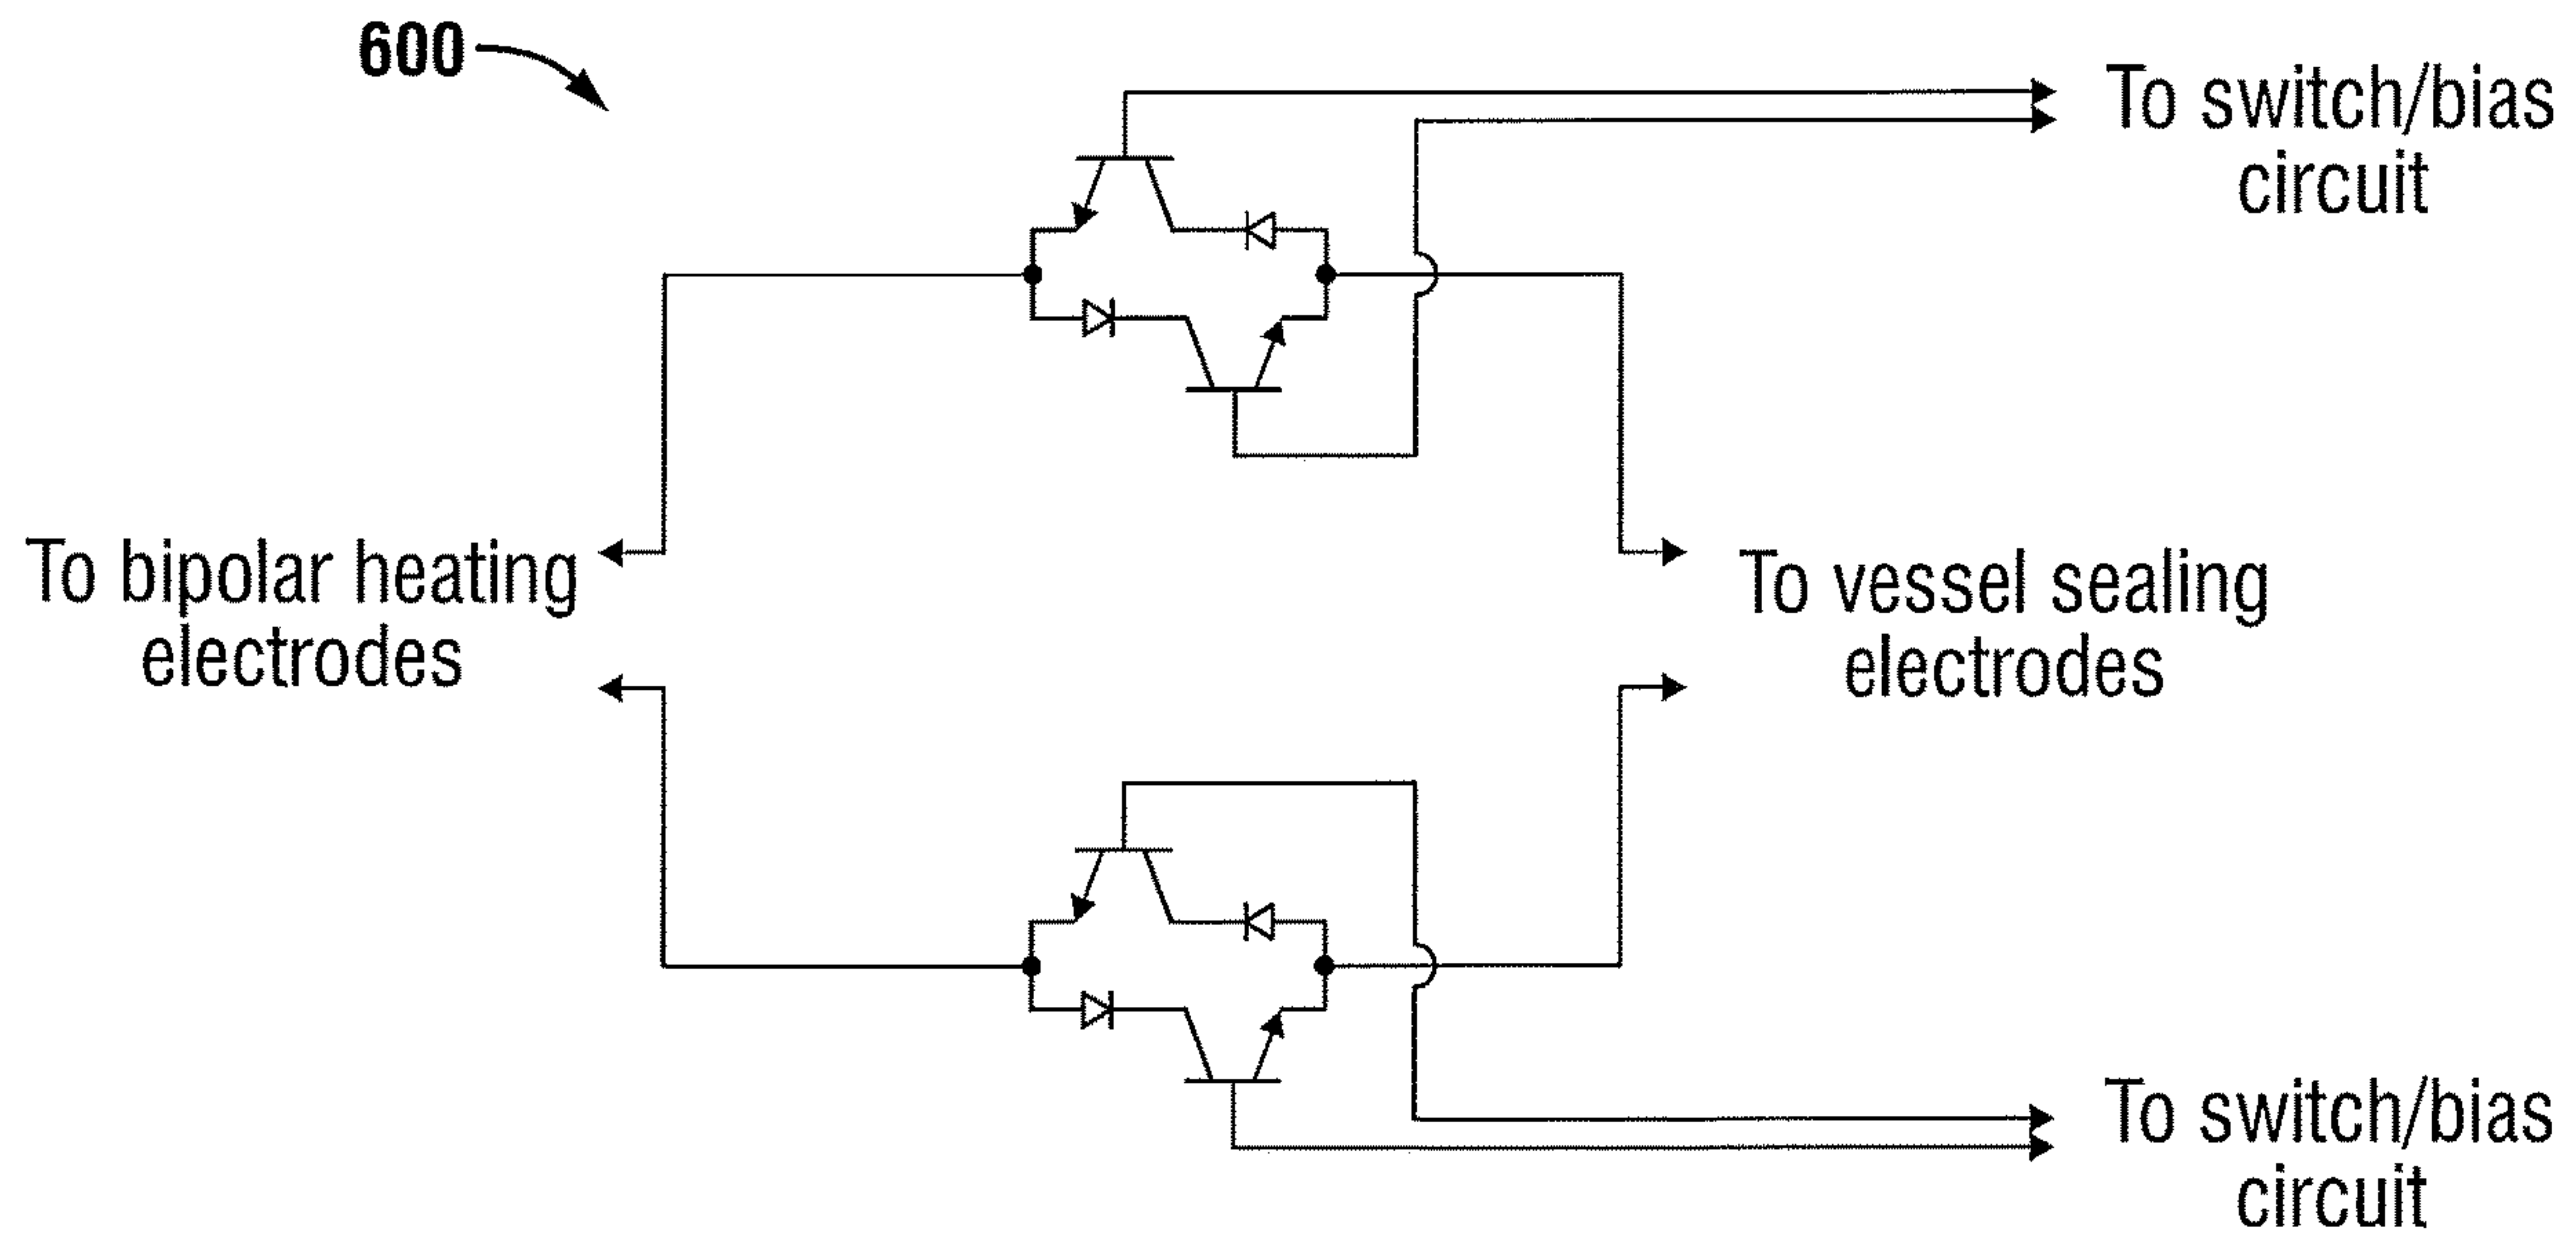 600
To switch/bias
circuit
To bipolar heating
electrodes
To vessel sealing
electrodes
To switch/bias
circuit